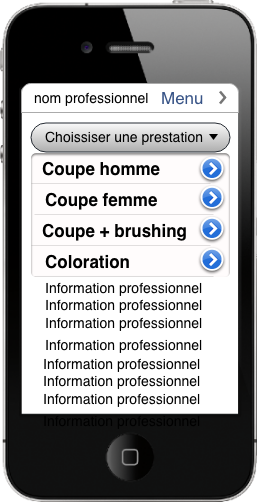 nom professionnel Menu
Choississer une prestation
Coupe homme
Coupe femme
Coupe + brushing
Coloration
Information professionnel
Information professionnel
Information professionnel
Information professionnel
Information professionnel
Information professionnel
Information professionnel
Information professionnel